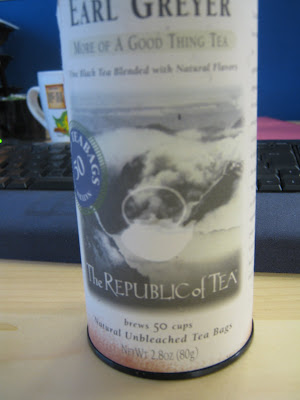 EARL GREYER
MORE OF A GOOD THING TEA
Fine Black Tea Blended with Natural Flavors
TEABAGS
50
The REPUBLIC of TEA
brews 50 cups
Natural Unbleached Tea Bags
Net Wt. 2.8oz (80g)